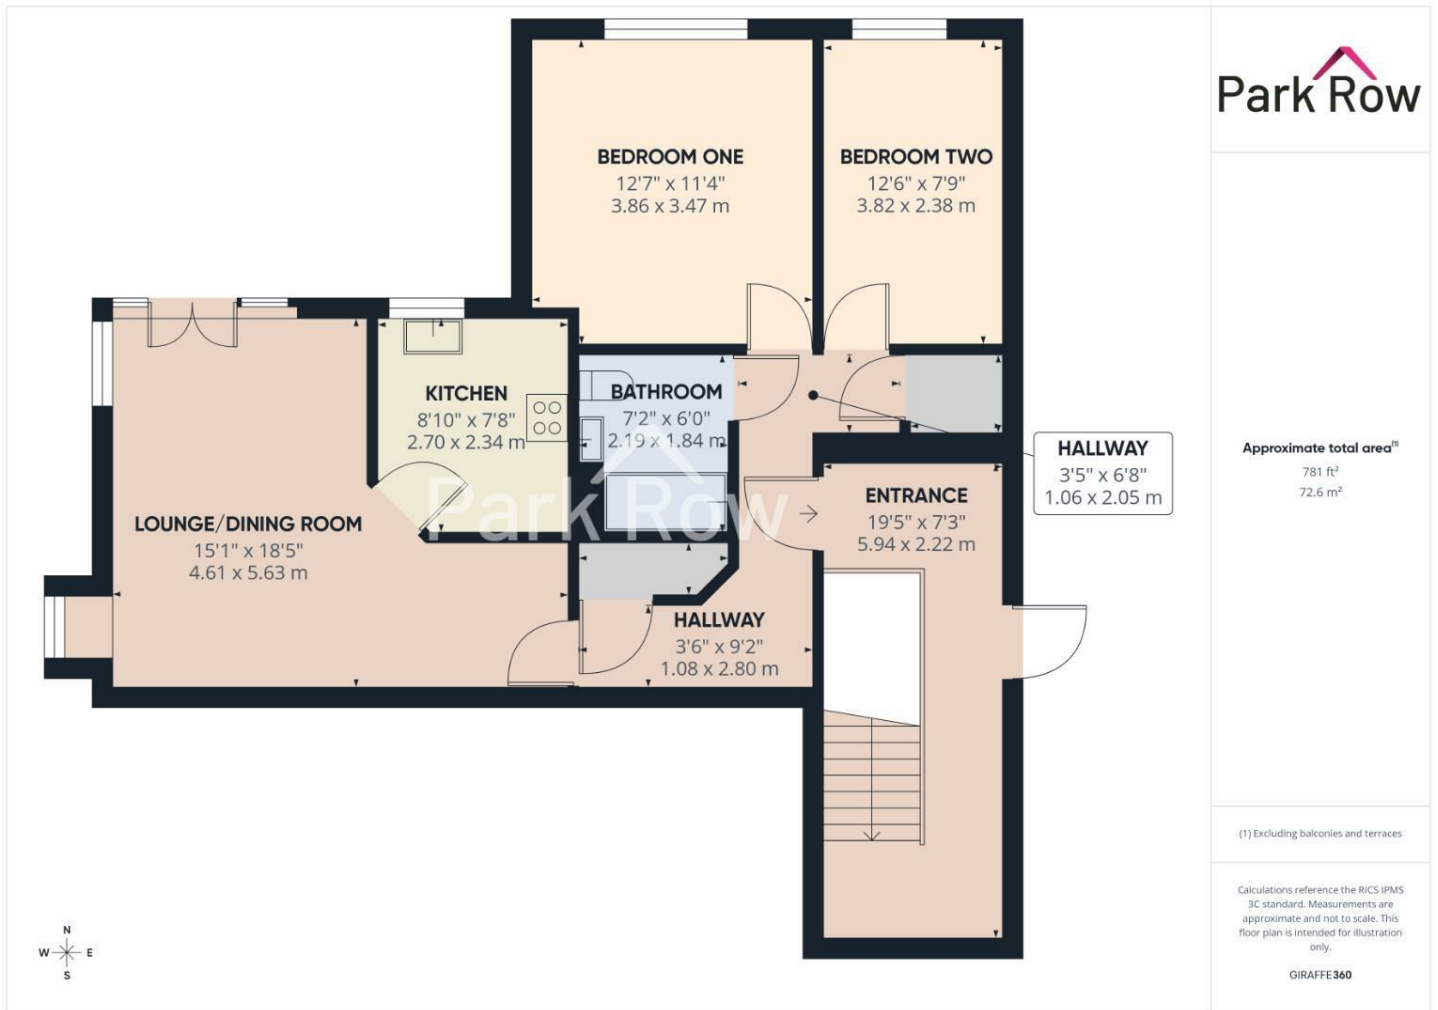 BEDROOM ONE
12'7" x 11'4"
3.86 x 3.47 m
BEDROOM TWO
12'6" x 7'9"
3.82 x 2.38 m
KITCHEN
8'10" x 7'8"
2.70 x 2.34 m
BATHROOM
7'2" x 6'0"
2.19 x 1.84 m
HALLWAY
3'5" x 6'8"
1.06 x 2.05 m
ENTRANCE
19'5" x 7'3"
5.94 x 2.22 m
LOUNGE/DINING ROOM
15'1" x 18'5"
4.61 x 5.63 m
Park Row
HALLWAY
3'6" x 9'2"
1.08 x 2.80 m
N
W E
S
Park Row
Approximate total area(1)
781 ft²
72.6 m²
(1) Excluding balconies and terraces
Calculations reference the RICS IPMS
3C standard. Measurements are
approximate and not to scale. This
floor plan is intended for illustration
only.
GIRAFFE360